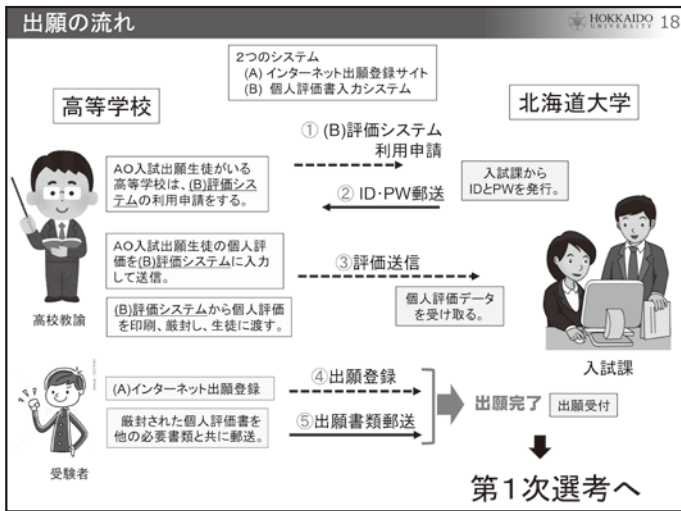 出願の流れ
HOKKAIDO
UNIVERSITY
18
2つのシステム
(A) インターネット出願登録サイト
(B) 個人評価書入力システム
高等学校
北海道大学
① (B)評価システム
利用申請
AO入試出願生徒がいる
高等学校は、(B)評価シス
テムの利用申請をする。
入試課から
IDとPWを発行。
② ID・PW郵送
AO入試出願生徒の個人評
価を(B)評価システムに入力
して送信。
③評価送信
個人評価データ
を受け取る。
(B)評価システムから個人評価
を印刷、厳封し、生徒に渡す。
高校教諭
入試課
(A)インターネット出願登録
④出願登録
厳封された個人評価書を
他の必要書類と共に郵送。
⑤出願書類郵送
出願完了
出願受付
受験者
第1次選考へ